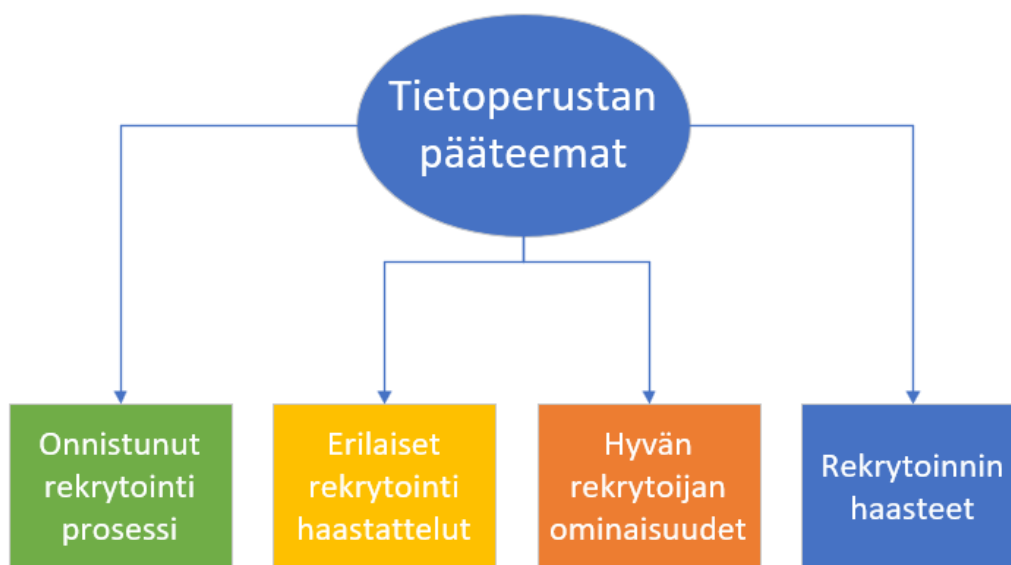 Tietoperustan
pääteemat
Onnistunut
rekrytointi
prosessi
Erilaiset
rekrytointi
haastattelut
Hyvän
rekrytoijan
ominaisuudet
Rekrytoinnin
haasteet